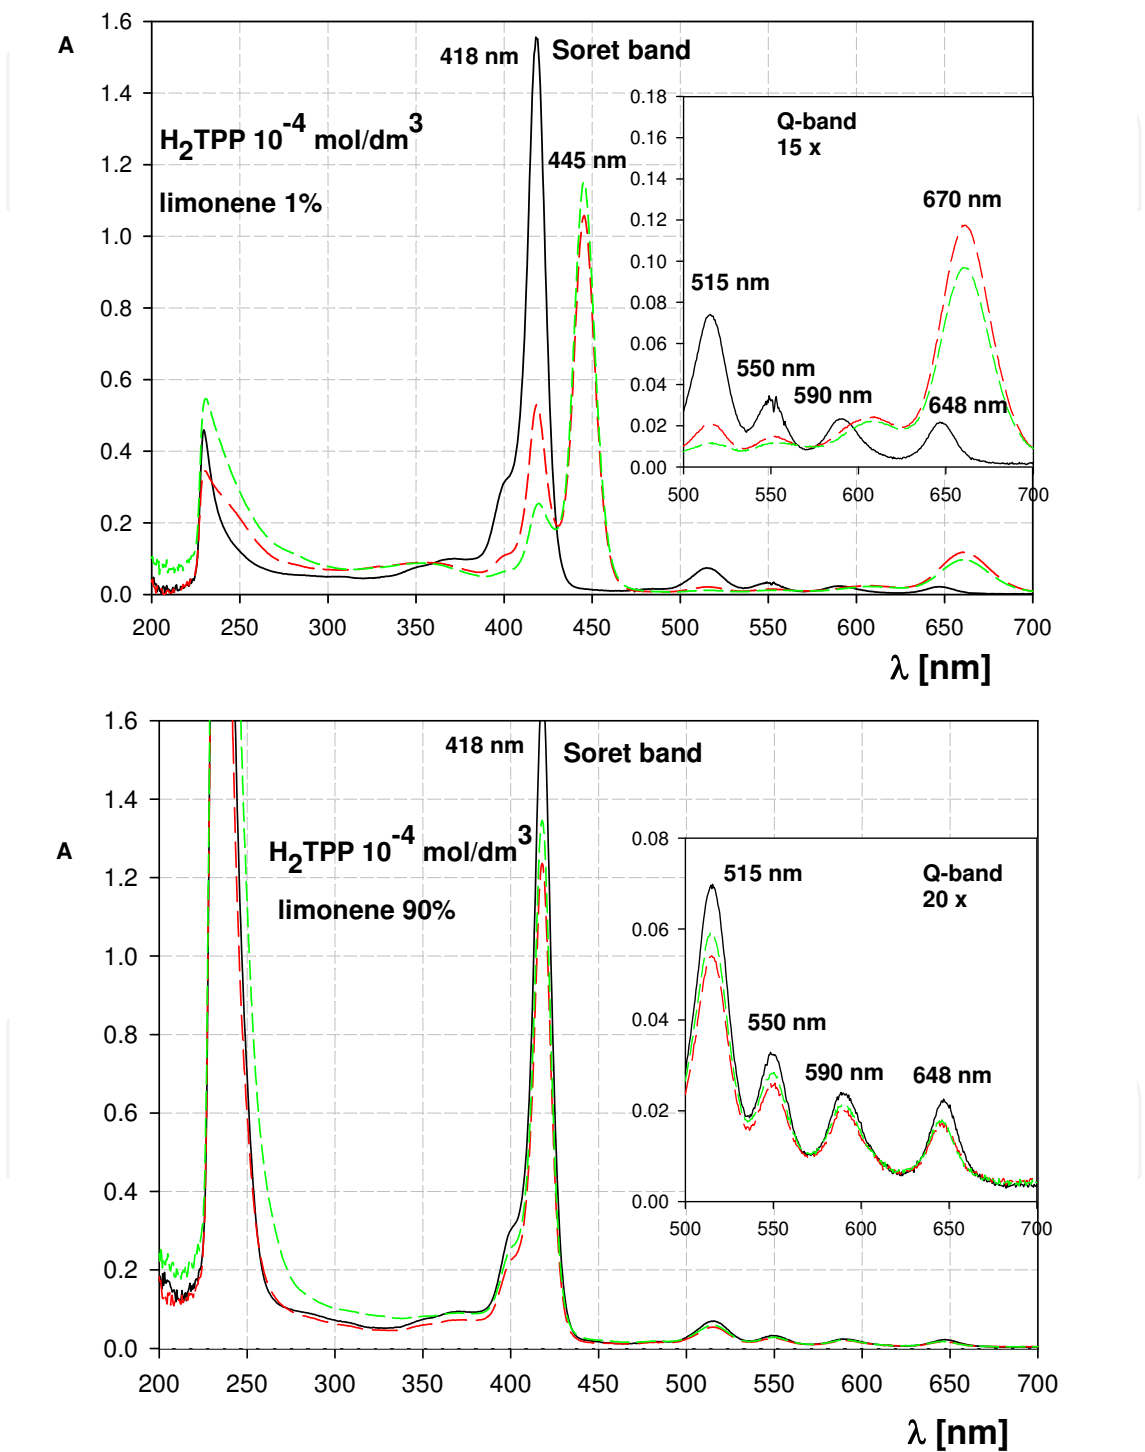 1.6
A
418 nm
Soret band
1.4
0.18
H2TPP 10-4 mol/dm3
Q-band
15 x
0.16
1.2
445 nm
0.14
limonene 1%
670 nm
0.12
1.0
0.10
515 nm
0.8
0.08
0.06
550 nm
0.6
0.04
590 nm
648 nm
0.4
0.02
0.00
500 550 600 650 700
0.2
0.0
200 250 300 350 400 450 500 550 600 650 700
λ [nm]
1.6
418 nm
Soret band
1.4
H2TPP 10-4 mol/dm3
A
0.08
515 nm
Q-band
20 x
1.2
limonene 90%
0.06
1.0
550 nm
0.04
0.8
590 nm
648 nm
0.02
0.6
0.00
500 550 600 650 700
0.4
0.2
0.0
200 250 300 350 400 450 500 550 600 650 700
λ [nm]